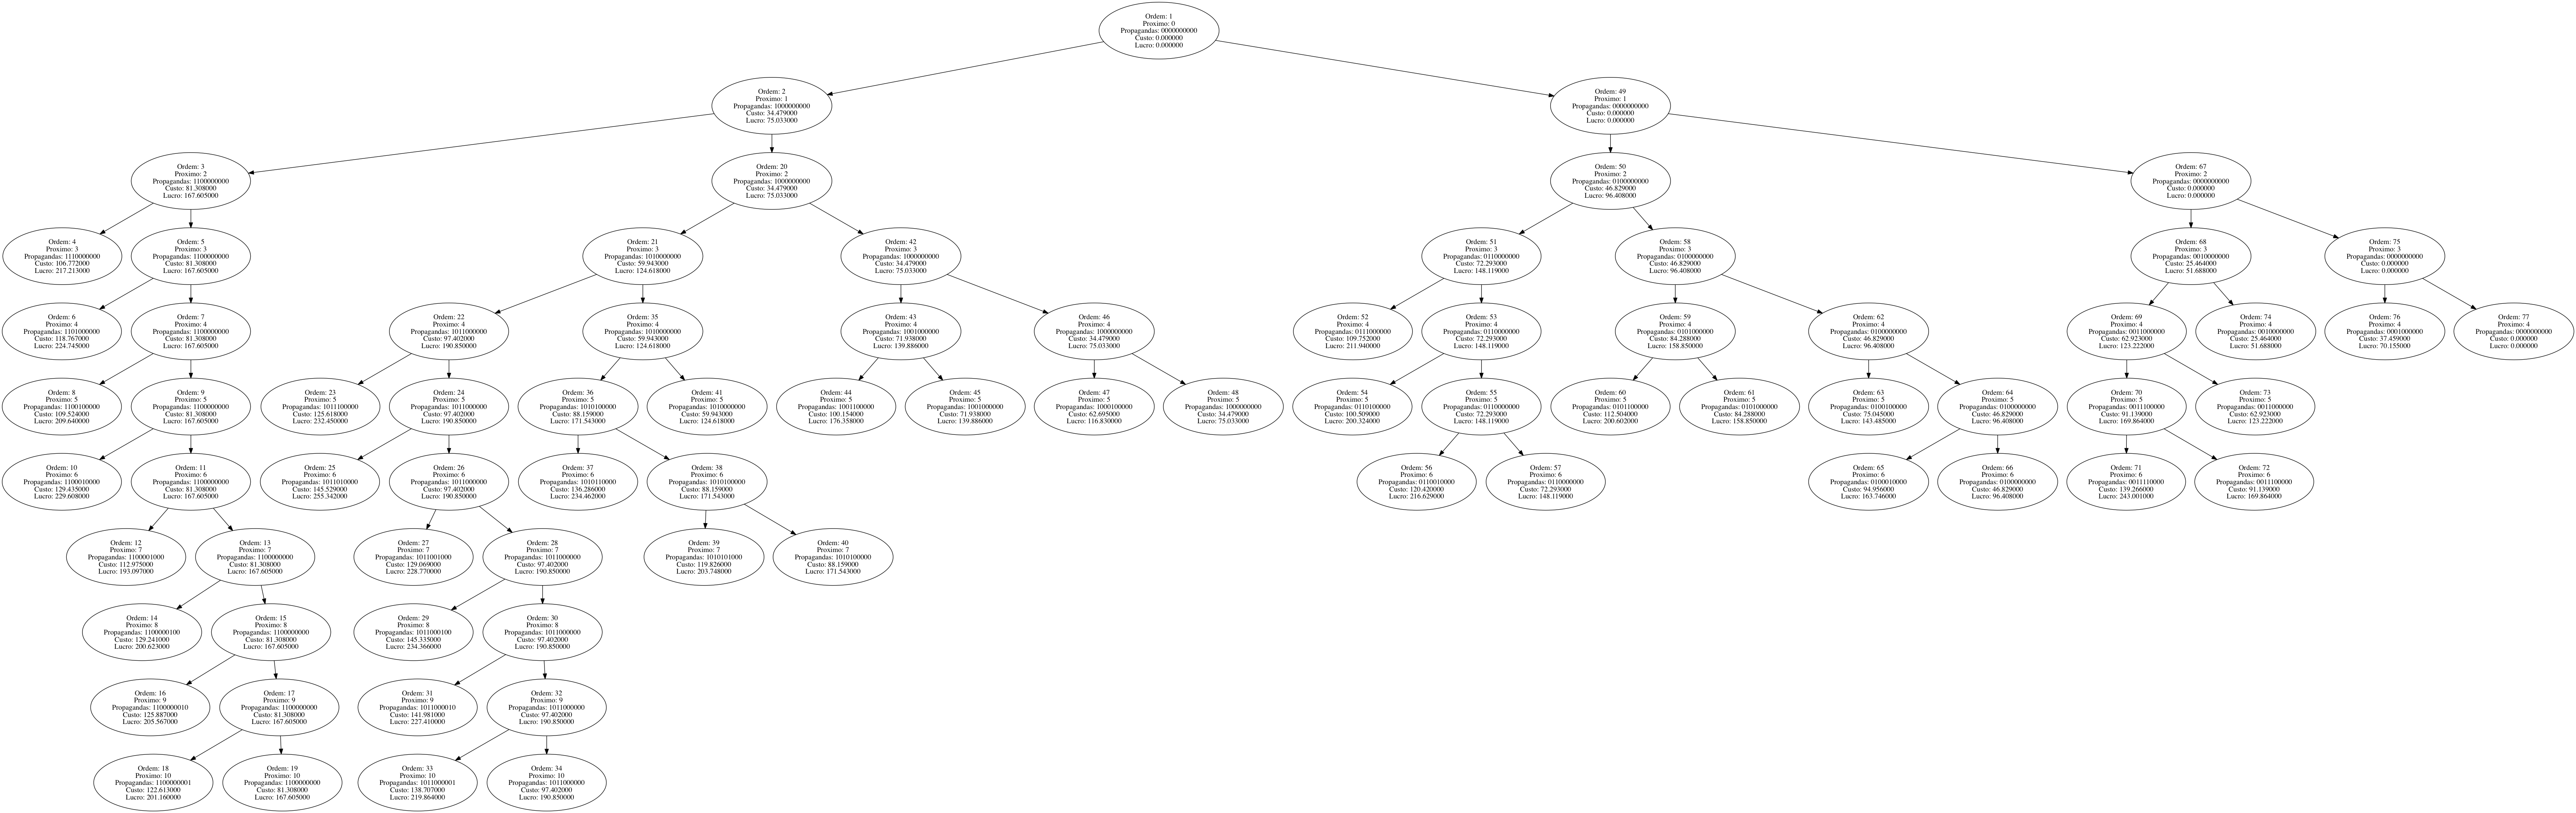 Ordem: 1
Proximo: 0
Propagandas: 0000000000
Custo: 0.000000
Lucro: 0.000000
Ordem: 2
Proximo: 1
Propagandas: 1000000000
Custo: 34.479000
Lucro: 75.033000
Ordem: 49
Proximo: 1
Propagandas: 0000000000
Custo: 0.000000
Lucro: 0.000000
Ordem: 3
Proximo: 2
Propagandas: 1100000000
Custo: 81.308000
Lucro: 167.605000
Ordem: 20
Proximo: 2
Propagandas: 1000000000
Custo: 34.479000
Lucro: 75.033000
Ordem: 50
Proximo: 2
Propagandas: 0100000000
Custo: 46.829000
Lucro: 96.408000
Ordem: 67
Proximo: 2
Propagandas: 0000000000
Custo: 0.000000
Lucro: 0.000000
Ordem: 4
Proximo: 3
Propagandas: 1110000000
Custo: 106.772000
Lucro: 217.213000
Ordem: 5
Proximo: 3
Propagandas: 1100000000
Custo: 81.308000
Lucro: 167.605000
Ordem: 21
Proximo: 3
Propagandas: 1010000000
Custo: 59.943000
Lucro: 124.618000
Ordem: 42
Proximo: 3
Propagandas: 1000000000
Custo: 34.479000
Lucro: 75.033000
Ordem: 51
Proximo: 3
Propagandas: 0110000000
Custo: 72.293000
Lucro: 148.119000
Ordem: 58
Proximo: 3
Propagandas: 0100000000
Custo: 46.829000
Lucro: 96.408000
Ordem: 68
Proximo: 3
Propagandas: 0010000000
Custo: 25.464000
Lucro: 51.688000
Ordem: 75
Proximo: 3
Propagandas: 0000000000
Custo: 0.000000
Lucro: 0.000000
Ordem: 6
Proximo: 4
Propagandas: 1101000000
Custo: 118.767000
Lucro: 224.745000
Ordem: 7
Proximo: 4
Propagandas: 1100000000
Custo: 81.308000
Lucro: 167.605000
Ordem: 22
Proximo: 4
Propagandas: 1011000000
Custo: 97.402000
Lucro: 190.850000
Ordem: 35
Proximo: 4
Propagandas: 1010000000
Custo: 59.943000
Lucro: 124.618000
Ordem: 43
Proximo: 4
Propagandas: 1001000000
Custo: 71.938000
Lucro: 139.886000
Ordem: 46
Proximo: 4
Propagandas: 1000000000
Custo: 34.479000
Lucro: 75.033000
Ordem: 52
Proximo: 4
Propagandas: 0111000000
Custo: 109.752000
Lucro: 211.940000
Ordem: 53
Proximo: 4
Propagandas: 0110000000
Custo: 72.293000
Lucro: 148.119000
Ordem: 59
Proximo: 4
Propagandas: 0101000000
Custo: 84.288000
Lucro: 158.850000
Ordem: 62
Proximo: 4
Propagandas: 0100000000
Custo: 46.829000
Lucro: 96.408000
Ordem: 69
Proximo: 4
Propagandas: 0011000000
Custo: 62.923000
Lucro: 123.222000
Ordem: 74
Proximo: 4
Propagandas: 0010000000
Custo: 25.464000
Lucro: 51.688000
Ordem: 76
Proximo: 4
Propagandas: 0001000000
Custo: 37.459000
Lucro: 70.155000
Ordem: 77
Proximo: 4
Propagandas: 0000000000
Custo: 0.000000
Lucro: 0.000000
Ordem: 8
Proximo: 5
Propagandas: 1100100000
Custo: 109.524000
Lucro: 209.640000
Ordem: 9
Proximo: 5
Propagandas: 1100000000
Custo: 81.308000
Lucro: 167.605000
Ordem: 23
Proximo: 5
Propagandas: 1011100000
Custo: 125.618000
Lucro: 232.450000
Ordem: 24
Proximo: 5
Propagandas: 1011000000
Custo: 97.402000
Lucro: 190.850000
Ordem: 36
Proximo: 5
Propagandas: 1010100000
Custo: 88.159000
Lucro: 171.543000
Ordem: 41
Proximo: 5
Propagandas: 1010000000
Custo: 59.943000
Lucro: 124.618000
Ordem: 44
Proximo: 5
Propagandas: 1001100000
Custo: 100.154000
Lucro: 176.358000
Ordem: 45
Proximo: 5
Propagandas: 1001000000
Custo: 71.938000
Lucro: 139.886000
Ordem: 47
Proximo: 5
Propagandas: 1000100000
Custo: 62.695000
Lucro: 116.830000
Ordem: 48
Proximo: 5
Propagandas: 1000000000
Custo: 34.479000
Lucro: 75.033000
Ordem: 54
Proximo: 5
Propagandas: 0110100000
Custo: 100.509000
Lucro: 200.324000
Ordem: 55
Proximo: 5
Propagandas: 0110000000
Custo: 72.293000
Lucro: 148.119000
Ordem: 60
Proximo: 5
Propagandas: 0101100000
Custo: 112.504000
Lucro: 200.602000
Ordem: 61
Proximo: 5
Propagandas: 0101000000
Custo: 84.288000
Lucro: 158.850000
Ordem: 63
Proximo: 5
Propagandas: 0100100000
Custo: 75.045000
Lucro: 143.485000
Ordem: 64
Proximo: 5
Propagandas: 0100000000
Custo: 46.829000
Lucro: 96.408000
Ordem: 70
Proximo: 5
Propagandas: 0011100000
Custo: 91.139000
Lucro: 169.864000
Ordem: 73
Proximo: 5
Propagandas: 0011000000
Custo: 62.923000
Lucro: 123.222000
Ordem: 10
Proximo: 6
Propagandas: 1100010000
Custo: 129.435000
Lucro: 229.608000
Ordem: 11
Proximo: 6
Propagandas: 1100000000
Custo: 81.308000
Lucro: 167.605000
Ordem: 25
Proximo: 6
Propagandas: 1011010000
Custo: 145.529000
Lucro: 255.342000
Ordem: 26
Proximo: 6
Propagandas: 1011000000
Custo: 97.402000
Lucro: 190.850000
Ordem: 37
Proximo: 6
Propagandas: 1010110000
Custo: 136.286000
Lucro: 234.462000
Ordem: 38
Proximo: 6
Propagandas: 1010100000
Custo: 88.159000
Lucro: 171.543000
Ordem: 56
Proximo: 6
Propagandas: 0110010000
Custo: 120.420000
Lucro: 216.629000
Ordem: 57
Proximo: 6
Propagandas: 0110000000
Custo: 72.293000
Lucro: 148.119000
Ordem: 65
Proximo: 6
Propagandas: 0100010000
Custo: 94.956000
Lucro: 163.746000
Ordem: 66
Proximo: 6
Propagandas: 0100000000
Custo: 46.829000
Lucro: 96.408000
Ordem: 71
Proximo: 6
Propagandas: 0011110000
Custo: 139.266000
Lucro: 243.001000
Ordem: 72
Proximo: 6
Propagandas: 0011100000
Custo: 91.139000
Lucro: 169.864000
Ordem: 12
Proximo: 7
Propagandas: 1100001000
Custo: 112.975000
Lucro: 193.097000
Ordem: 13
Proximo: 7
Propagandas: 1100000000
Custo: 81.308000
Lucro: 167.605000
Ordem: 27
Proximo: 7
Propagandas: 1011001000
Custo: 129.069000
Lucro: 228.770000
Ordem: 28
Proximo: 7
Propagandas: 1011000000
Custo: 97.402000
Lucro: 190.850000
Ordem: 39
Proximo: 7
Propagandas: 1010101000
Custo: 119.826000
Lucro: 203.748000
Ordem: 40
Proximo: 7
Propagandas: 1010100000
Custo: 88.159000
Lucro: 171.543000
Ordem: 14
Proximo: 8
Propagandas: 1100000100
Custo: 129.241000
Lucro: 200.623000
Ordem: 15
Proximo: 8
Propagandas: 1100000000
Custo: 81.308000
Lucro: 167.605000
Ordem: 29
Proximo: 8
Propagandas: 1011000100
Custo: 145.335000
Lucro: 234.366000
Ordem: 30
Proximo: 8
Propagandas: 1011000000
Custo: 97.402000
Lucro: 190.850000
Ordem: 16
Proximo: 9
Propagandas: 1100000010
Custo: 125.887000
Lucro: 205.567000
Ordem: 17
Proximo: 9
Propagandas: 1100000000
Custo: 81.308000
Lucro: 167.605000
Ordem: 31
Proximo: 9
Propagandas: 1011000010
Custo: 141.981000
Lucro: 227.410000
Ordem: 32
Proximo: 9
Propagandas: 1011000000
Custo: 97.402000
Lucro: 190.850000
Ordem: 18
Proximo: 10
Propagandas: 1100000001
Custo: 122.613000
Lucro: 201.160000
Ordem: 19
Proximo: 10
Propagandas: 1100000000
Custo: 81.308000
Lucro: 167.605000
Ordem: 33
Proximo: 10
Propagandas: 1011000001
Custo: 138.707000
Lucro: 219.864000
Ordem: 34
Proximo: 10
Propagandas: 1011000000
Custo: 97.402000
Lucro: 190.850000